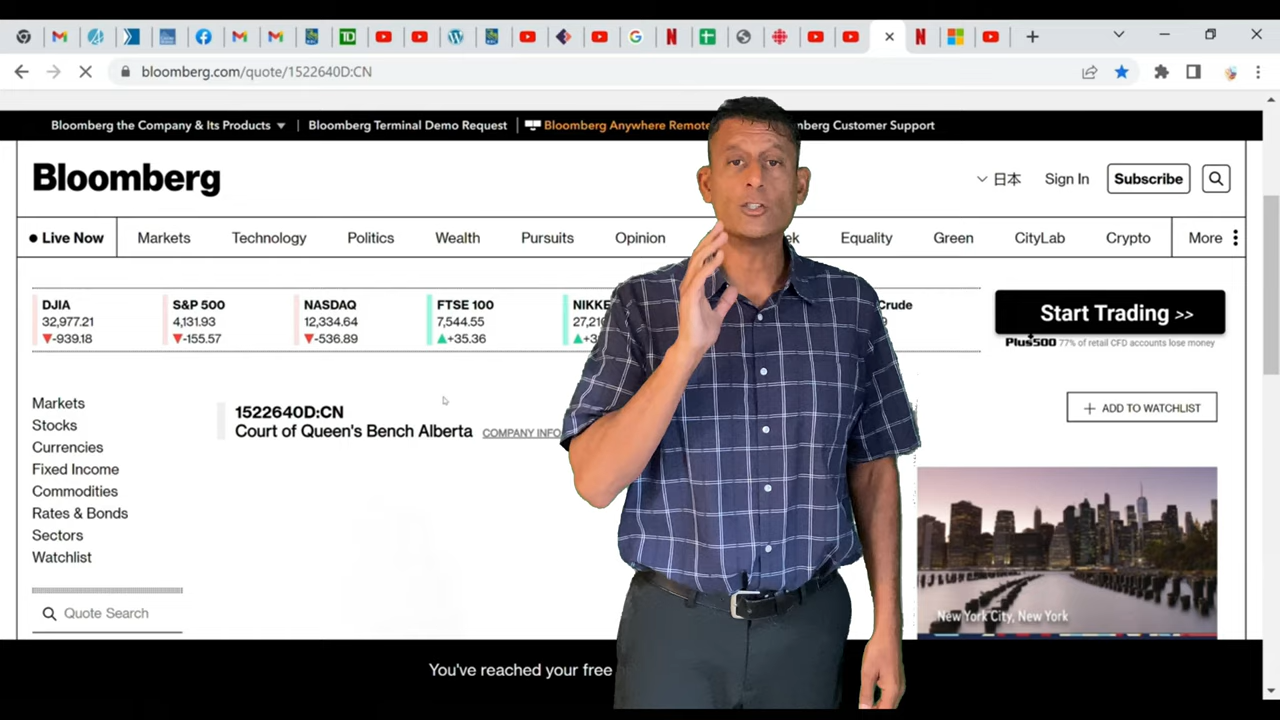 bloomberg.com/quote/1522640D:CN
Bloomberg the Company & Its Products
Bloomberg Terminal Demo Request
Bloomberg Anywhere Remote
Customer Support
Bloomberg
日本
Sign In
Subscribe
Live Now
Markets
Technology
Politics
Wealth
Pursuits
Opinion
Equality
Green
CityLab
Crypto
More
DJIA
32,977.21
-939.18
S&P 500
4,131.93
-155.57
NASDAQ
12,334.64
-536.89
FTSE 100
7,544.55
+35.36
NIKKE
Crude
Start Trading >>
Plus500 77% of retail CFD accounts lose money
Markets
Stocks
Currencies
Fixed Income
Commodities
Rates & Bonds
Sectors
Watchlist
Quote Search
1522640D:CN
Court of Queen's Bench Alberta
COMPANY INFO
+ ADD TO WATCHLIST
New York City, New York
You've reached your free